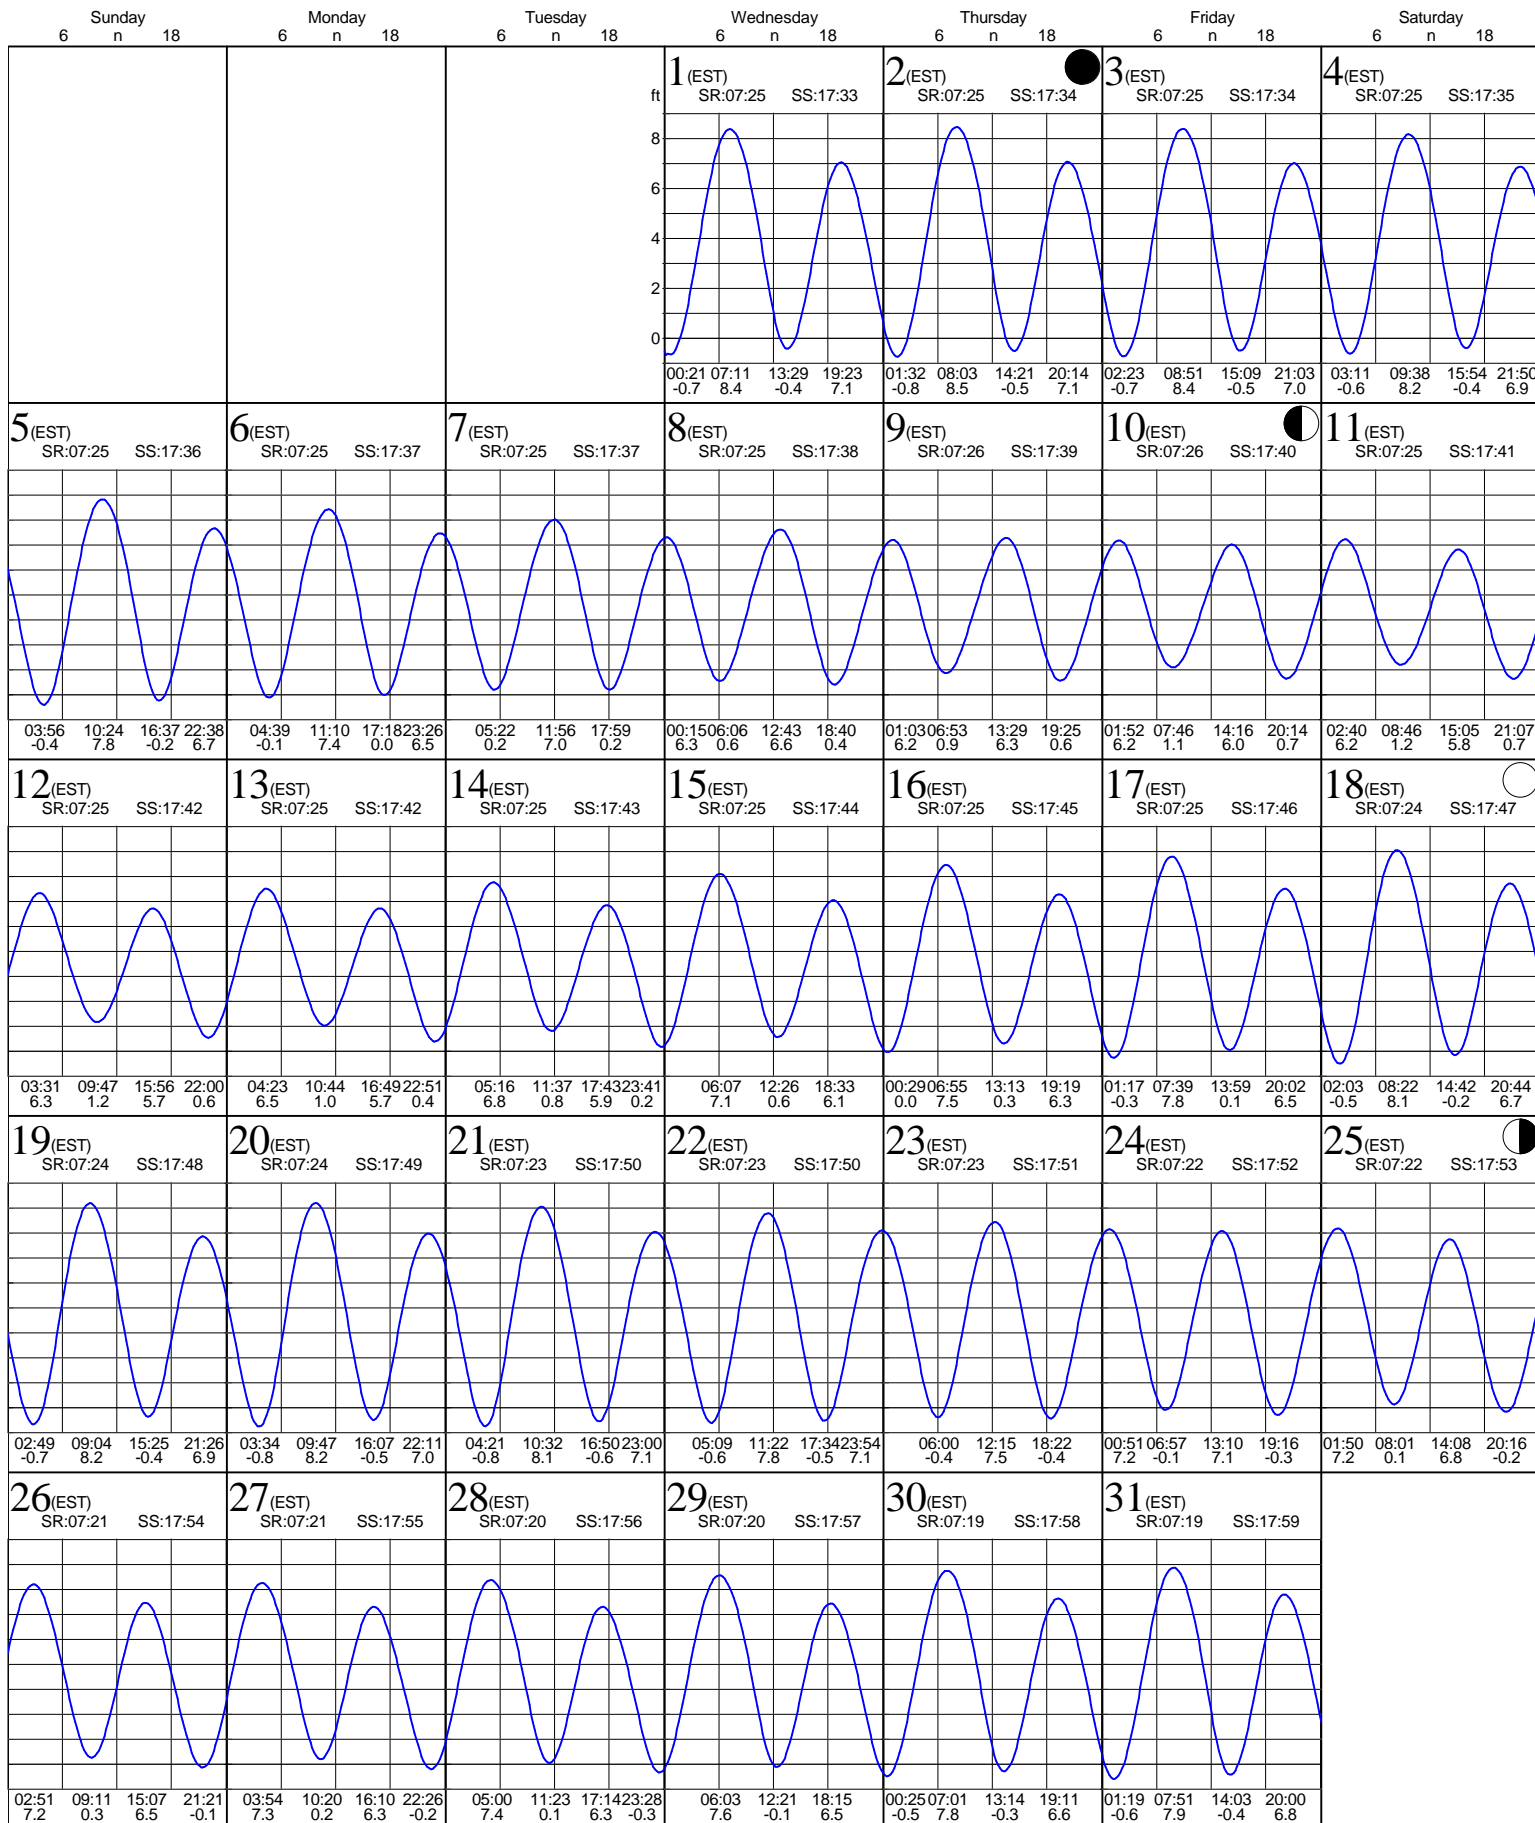 Sunday Monday Tuesday Wednesday Thursday Friday Saturday
6 n 18 6 n 18 6 n 18 6 n 18 6 n 18 6 n 18 6 n 18
1(EST) 2(EST) 3(EST) 4(EST)
ft SR:07:25 SS:17:33 SR:07:25 SS:17:34 SR:07:25 SS:17:34 SR:07:25 SS:17:35
8
6
4
2
0
00:21 07:11 13:29 19:23 01:32 08:03 14:21 20:14 02:23 08:51 15:09 21:03 03:11 09:38 15:54 21:50
-0.7 8.4 -0.4 7.1 -0.8 8.5 -0.5 7.1 -0.7 8.4 -0.5 7.0 -0.6 8.2 -0.4 6.9
5(EST) 6(EST) 7(EST) 8(EST) 9(EST) 10(EST) 11(EST)
SR:07:25 SS:17:36 SR:07:25 SS:17:37 SR:07:25 SS:17:37 SR:07:25 SS:17:38 SR:07:26 SS:17:39 SR:07:26 SS:17:40 SR:07:25 SS:17:41
03:56 10:24 16:37 22:38 04:39 11:10 17:18 23:26 05:22 11:56 17:59 00:15 06:06 12:43 18:40 01:03 06:53 13:29 19:25 01:52 07:46 14:16 20:14 02:40 08:46 15:05 21:07
-0.4 7.8 -0.2 6.7 -0.1 7.4 0.0 6.5 0.2 7.0 0.2 6.3 0.6 6.6 0.4 6.2 0.9 6.3 0.6 6.2 1.1 6.0 0.7 6.2 1.2 5.8 0.7
12(EST) 13(EST) 14(EST) 15(EST) 16(EST) 17(EST) 18(EST)
SR:07:25 SS:17:42 SR:07:25 SS:17:42 SR:07:25 SS:17:43 SR:07:25 SS:17:44 SR:07:25 SS:17:45 SR:07:25 SS:17:46 SR:07:24 SS:17:47
03:31 09:47 15:56 22:00 04:23 10:44 16:49 22:51 05:16 11:37 17:43 23:41 06:07 12:26 18:33 00:29 06:55 13:13 19:19 01:17 07:39 13:59 20:02 02:03 08:22 14:42 20:44
6.3 1.2 5.7 0.6 6.5 1.0 5.7 0.4 6.8 0.8 5.9 0.2 7.1 0.6 6.1 0.0 7.5 0.3 6.3 -0.3 7.8 0.1 6.5 -0.5 8.1 -0.2 6.7
19(EST) 20(EST) 21(EST) 22(EST) 23(EST) 24(EST) 25(EST)
SR:07:24 SS:17:48 SR:07:24 SS:17:49 SR:07:23 SS:17:50 SR:07:23 SS:17:50 SR:07:23 SS:17:51 SR:07:22 SS:17:52 SR:07:22 SS:17:53
02:49 09:04 15:25 21:26 03:34 09:47 16:07 22:11 04:21 10:32 16:50 23:00 05:09 11:22 17:34 23:54 06:00 12:15 18:22 00:51 06:57 13:10 19:16 01:50 08:01 14:08 20:16
-0.7 8.2 -0.4 6.9 -0.8 8.2 -0.5 7.0 -0.8 8.1 -0.6 7.1 -0.6 7.8 -0.5 7.1 -0.4 7.5 -0.4 7.2 -0.1 7.1 -0.3 7.2 0.1 6.8 -0.2
26(EST) 27(EST) 28(EST) 29(EST) 30(EST) 31(EST)
SR:07:21 SS:17:54 SR:07:21 SS:17:55 SR:07:20 SS:17:56 SR:07:20 SS:17:57 SR:07:19 SS:17:58 SR:07:19 SS:17:59
02:51 09:11 15:07 21:21 03:54 10:20 16:10 22:26 05:00 11:23 17:14 23:28 06:03 12:21 18:15 00:25 07:01 13:14 19:11 01:19 07:51 14:03 20:00
7.2 0.3 6.5 -0.1 7.3 0.2 6.3 -0.2 7.4 0.1 6.3 -0.3 7.6 -0.1 6.5 -0.5 7.8 -0.3 6.6 -0.6 7.9 -0.4 6.8